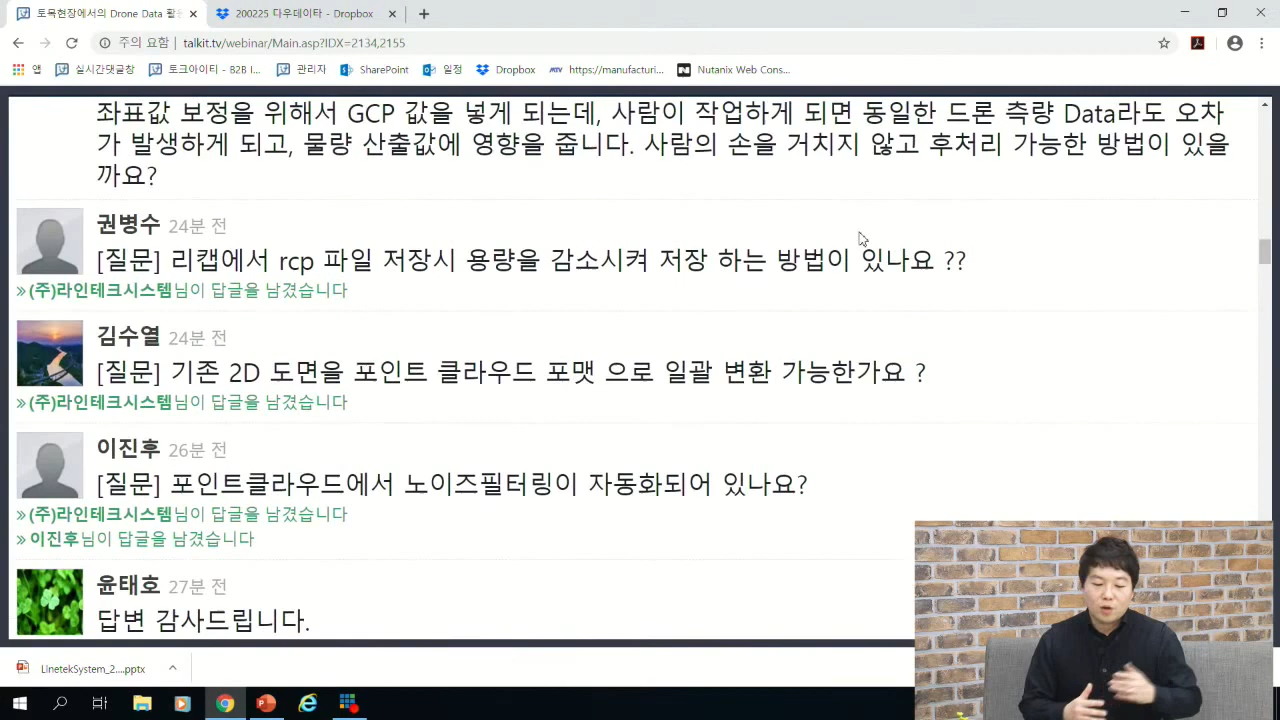 토목현장에서의 Drone Data 활용
200225 다우데이타 - Dropbox
주의 요함 | talkit.tv/webinar/Main.asp?IDX=2134,2155
앱 실시간댓글창 토크아이티 - B2B I... 관리자 SharePoint 일정 Dropbox https://manufacturi... Nutanix Web Cons...
좌표값 보정을 위해서 GCP 값을 넣게 되는데, 사람이 작업하게 되면 동일한 드론 측량 Data라도 오차
가 발생하게 되고, 물량 산출값에 영향을 줍니다. 사람의 손을 거치지 않고 후처리 가능한 방법이 있을
까요?
권병수 24분 전
[질문] 리캡에서 rcp 파일 저장시 용량을 감소시켜 저장 하는 방법이 있나요 ??
» (주)라인테크시스템님이 답글을 남겼습니다
김수열 24분 전
[질문] 기존 2D 도면을 포인트 클라우드 포맷 으로 일괄 변환 가능한가요 ?
» (주)라인테크시스템님이 답글을 남겼습니다
이진후 26분 전
[질문] 포인트클라우드에서 노이즈필터링이 자동화되어 있나요?
» (주)라인테크시스템님이 답글을 남겼습니다
» 이진후님이 답글을 남겼습니다
윤태호 27분 전
답변 감사드립니다.
LinetekSystem_2....pptx